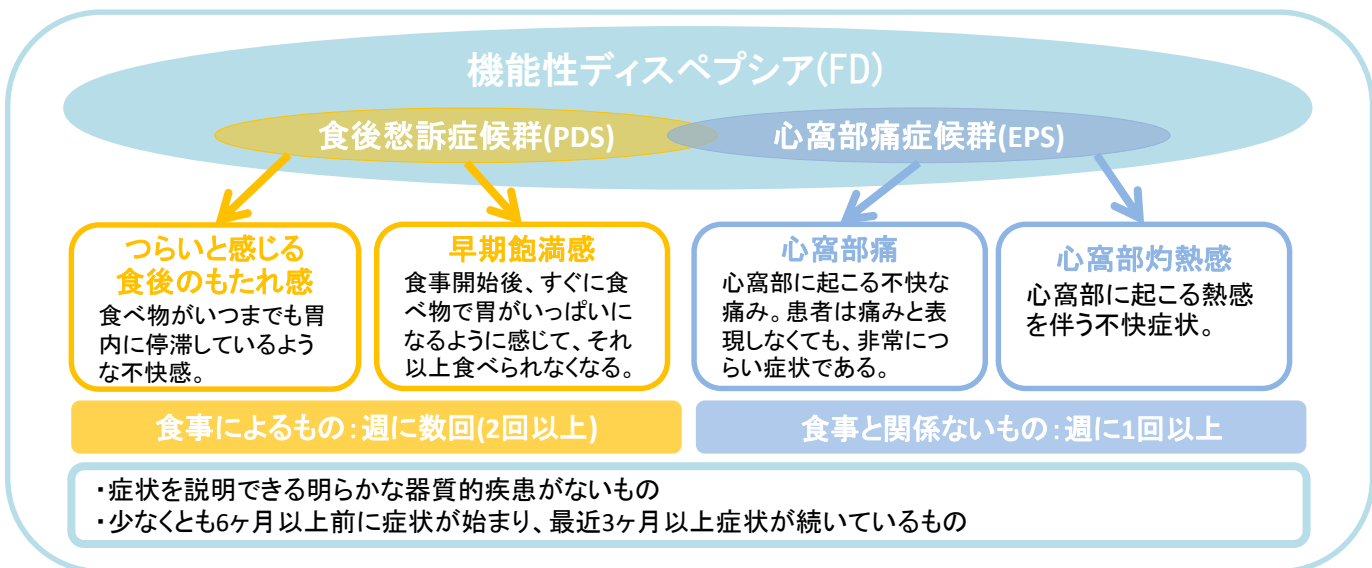 機能性ディスペプシア(FD)
食後愁訴症候群(PDS)
心窩部痛症候群(EPS)
つらいと感じる
食後のもたれ感
食べ物がいつまでも胃
内に停滞しているよう
な不快感。
早期飽満感
食事開始後、すぐに食
べ物で胃がいっぱいに
なるように感じて、それ
以上食べられなくなる。
心窩部痛
心窩部に起こる不快な
痛み。患者は痛みと表
現しなくても、非常につ
らい症状である。
心窩部灼熱感
心窩部に起こる熱感
を伴う不快症状。
食事によるもの：週に数回(2回以上)
食事と関係ないもの：週に1回以上
・症状を説明できる明らかな器質的疾患がないもの
・少なくとも6ヶ月以上前に症状が始まり、最近3ヶ月以上症状が続いているもの